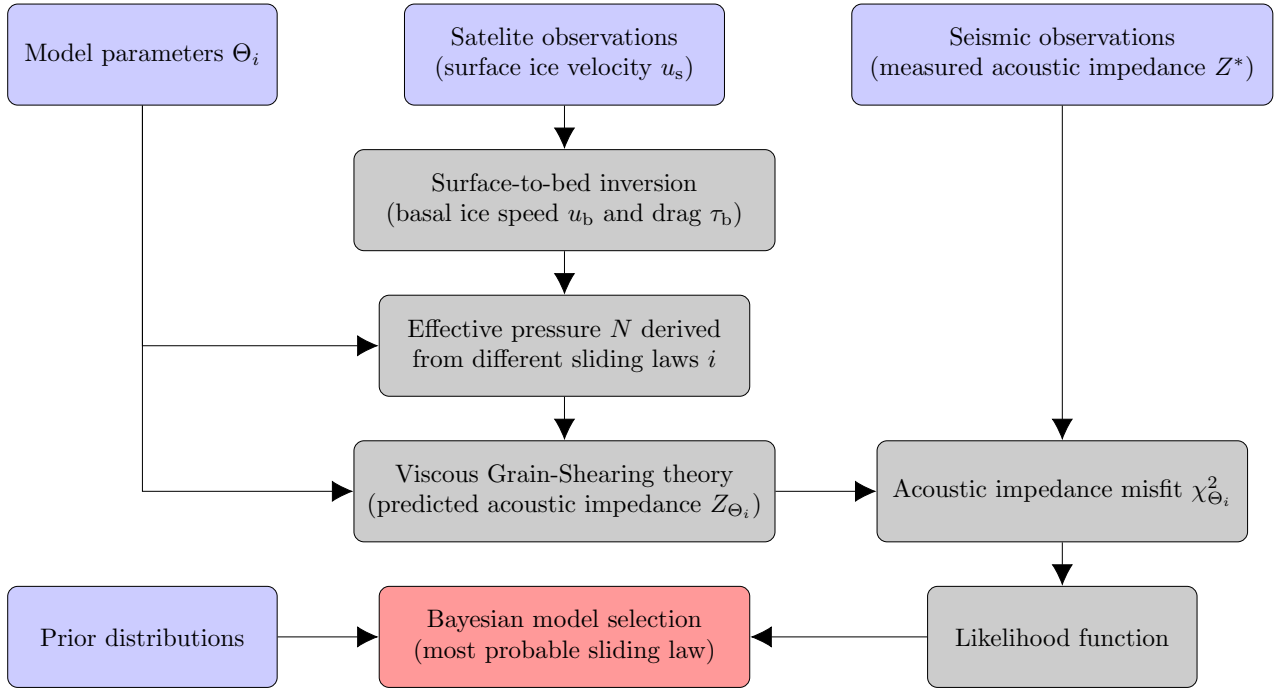 Model parameters Θᵢ
Satelite observations
(surface ice velocity uₛ)
Seismic observations
(measured acoustic impedance Z*)
Surface-to-bed inversion
(basal ice speed u_b and drag τ_b)
Effective pressure N derived
from different sliding laws i
Viscous Grain-Shearing theory
(predicted acoustic impedance Z_Θᵢ)
Acoustic impedance misfit χ²_Θᵢ
Prior distributions
Bayesian model selection
(most probable sliding law)
Likelihood function